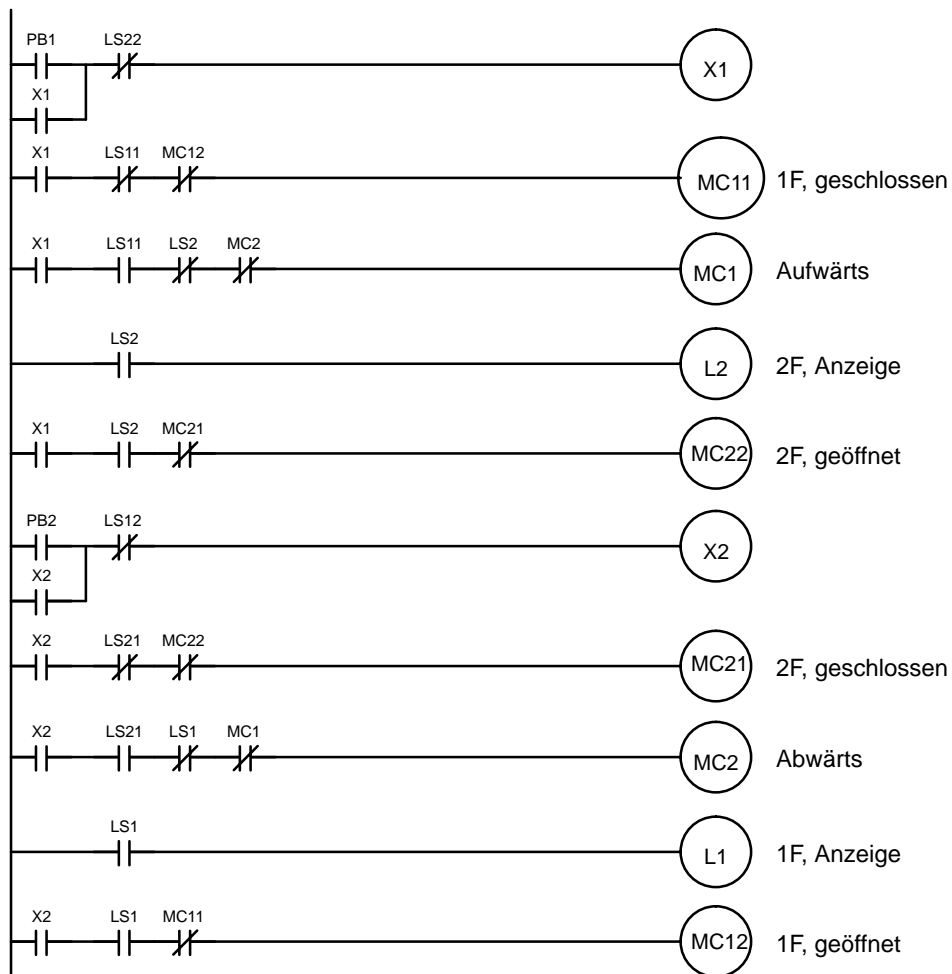 PB1 LS22
X1
X1
X1 LS11 MC12
MC11 1F, geschlossen
X1 LS11 LS2 MC2
MC1 Aufwärts
LS2
L2 2F, Anzeige
X1 LS2 MC21
MC22 2F, geöffnet
PB2 LS12
X2
X2
X2 LS21 MC22
MC21 2F, geschlossen
X2 LS21 LS1 MC1
MC2 Abwärts
LS1
L1 1F, Anzeige
X2 LS1 MC11
MC12 1F, geöffnet